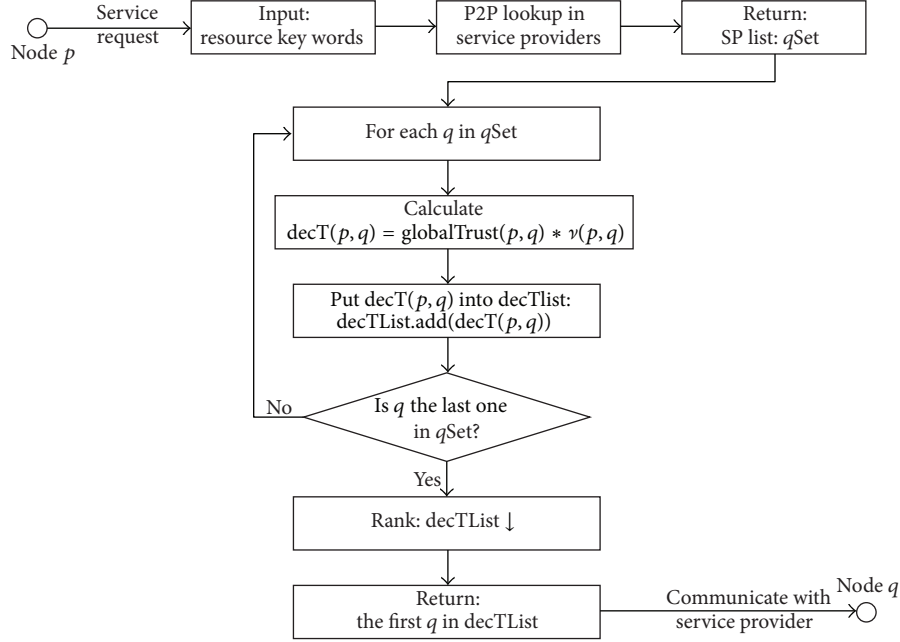 Node p
Service
request
Input:
resource key words
P2P lookup in
service providers
Return:
SP list: qSet
For each q in qSet
Calculate
decT(p, q) = globalTrust(p, q) ∗ ν(p, q)
Put decT(p, q) into decTlist:
decTList.add(decT(p, q))
Is q the last one
in qSet?
No
Yes
Rank: decTList ↓
Return:
the first q in decTList
Communicate with
service provider
Node q